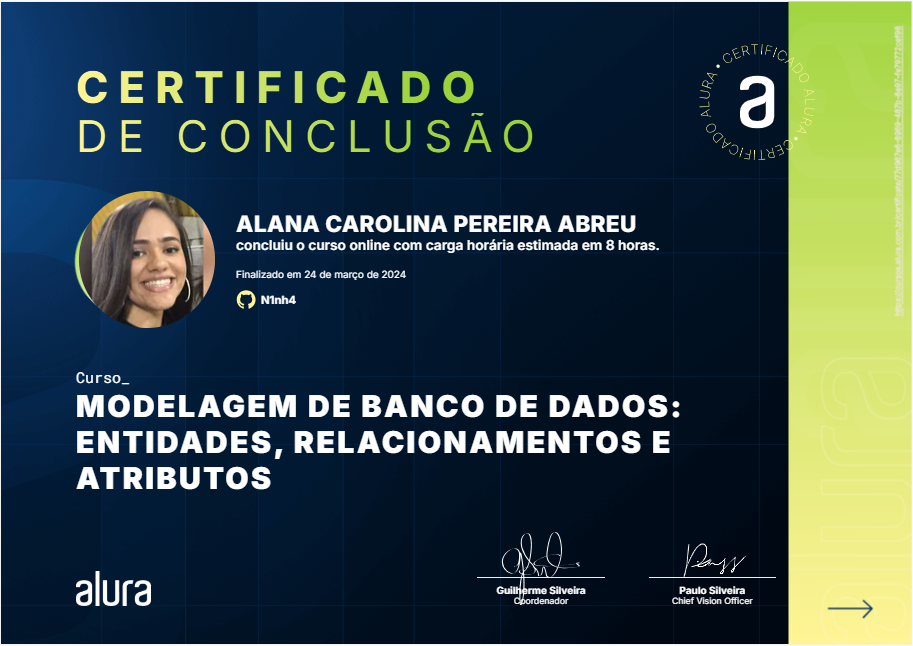 CERTIFICADO
DE CONCLUSÃO
CERTIFICADO ALURA • CERTIFICADO ALURA •
a
ALANA CAROLINA PEREIRA ABREU
concluiu o curso online com carga horária estimada em 8 horas.
Finalizado em 24 de março de 2024
N1nh4
Curso_
MODELAGEM DE BANCO DE DADOS:
ENTIDADES, RELACIONAMENTOS E
ATRIBUTOS
alura
Guilherme Silveira
Coordenador
Paulo Silveira
Chief Vision Officer
alura